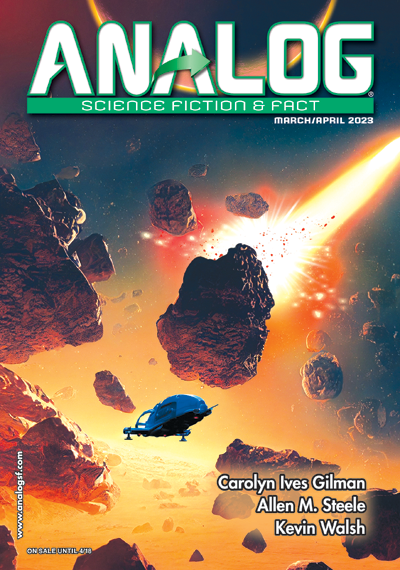 ANALOG®
SCIENCE FICTION & FACT
MARCH/APRIL 2023
Carolyn Ives Gilman
Allen M. Steele
Kevin Walsh
www.analogsf.com
ON SALE UNTIL 4/18